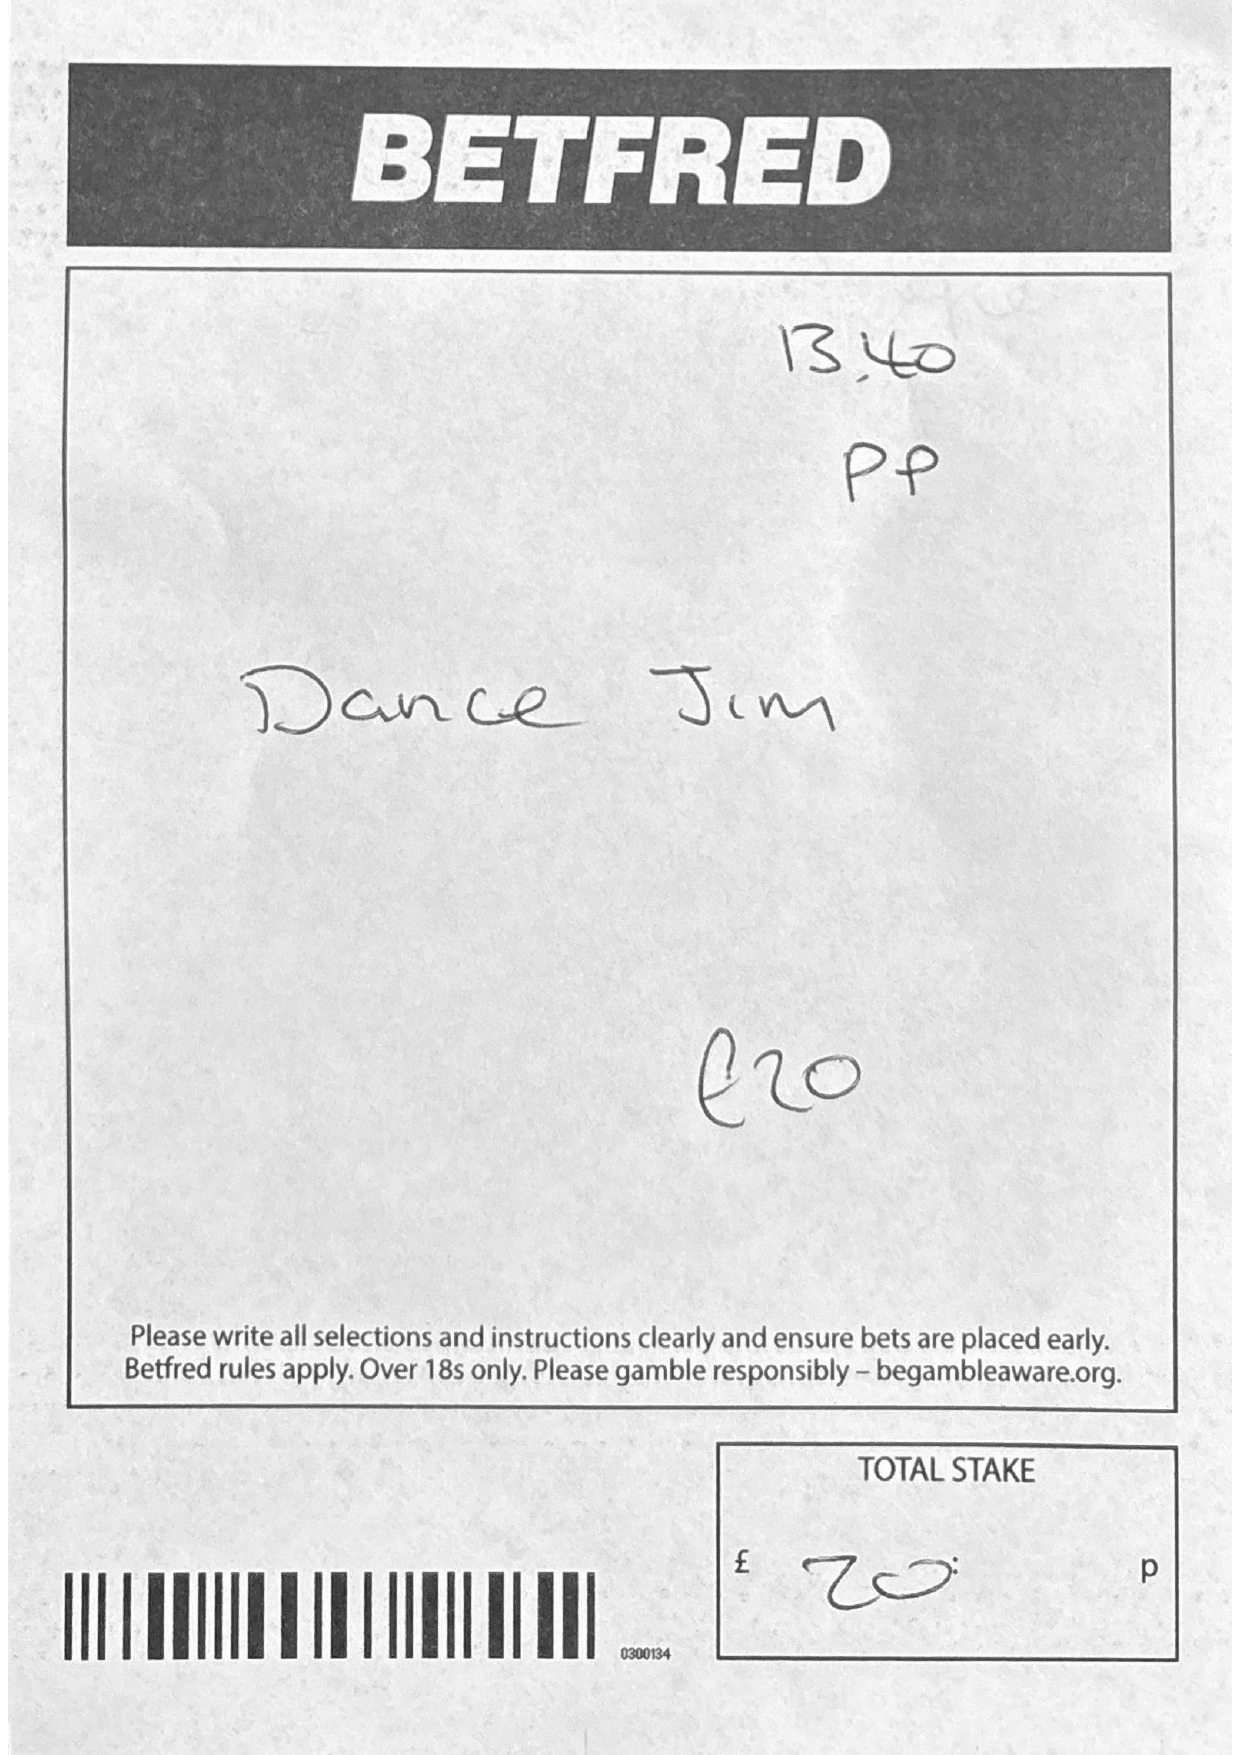 BETFRED
13.40
PP
Dance Jim
£20
Please write all selections and instructions clearly and ensure bets are placed early.
Betfred rules apply. Over 18s only. Please gamble responsibly – begambleaware.org.
TOTAL STAKE
£ 20 p
0300134